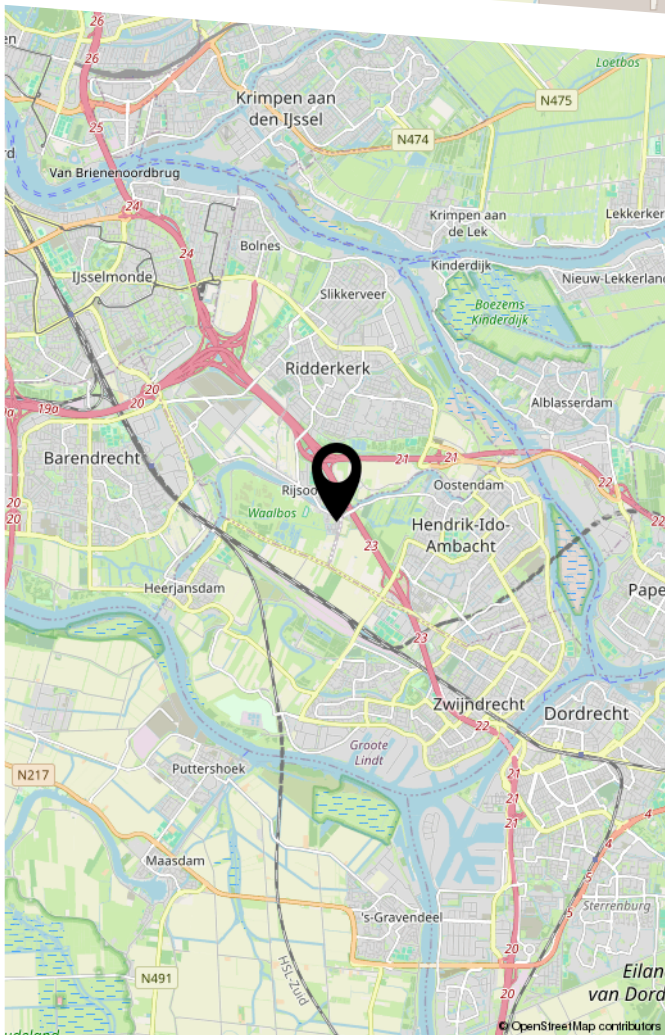 26
26
Loetbos
Krimpen aan
den IJssel
N475
N474
25
Van Brienenoordbrug
24
Krimpen aan
de Lek
Lekkerker
24
Bolnes
IJsselmonde
Kinderdijk
Nieuw-Lekkerland
Slikkerveer
Boezems
Kinderdijk
Ridderkerk
20
20
19a
Alblasserdam
Barendrecht
21
21
22
Oostendam
20
20
Waalbos
22
Hendrik-Ido-
Ambacht
23
Heerjansdam
Pape
23
Zwijndrecht
22
Dordrecht
Groote
Lindt
Puttershoek
N217
21
21
21
4
4
Maasdam
5
5
Sterrenburg
's-Gravendeel
20
HSL-Zuid
N491
20
Eilan
van Dord
© OpenStreetMap contributors